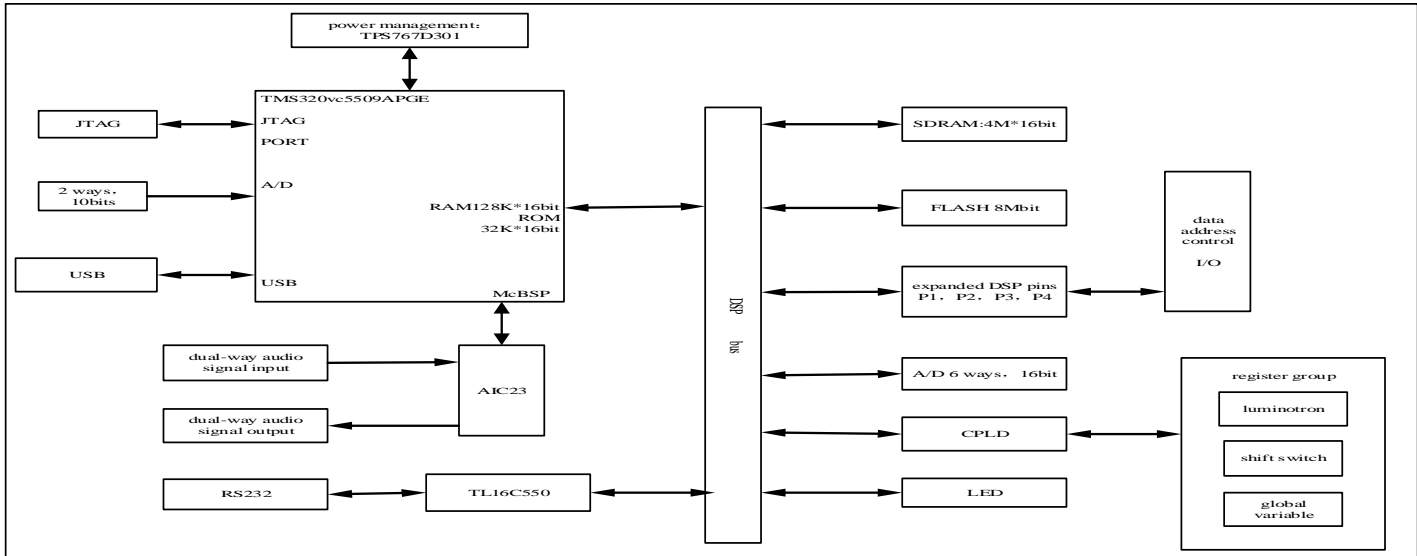 power management：
TPS767D301
TMS320vc5509APGE
JTAG
PORT
A/D
RAM128K*16bit
ROM
32K*16bit
USB
McBSP
JTAG
2 ways，
10bits
USB
dual-way audio
signal input
AIC23
dual-way audio
signal output
RS232
TL16C550
DSP
bus
SDRAM:4M*16bit
FLASH 8Mbit
expanded DSP pins
P1， P2， P3， P4
data
address
control
I/O
A/D 6 ways， 16bit
CPLD
LED
register group
luminotron
shift switch
global
variable